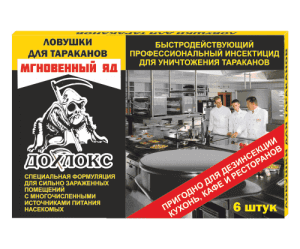 ЛОВУШКИ
ДЛЯ ТАРАКАНОВ
МГНОВЕННЫЙ ЯД
ДОХЛОКС
СПЕЦИАЛЬНАЯ ФОРМУЛЯЦИЯ
ДЛЯ СИЛЬНО ЗАРАЖЕННЫХ
ПОМЕЩЕНИЙ
С МНОГОЧИСЛЕННЫМИ
ИСТОЧНИКАМИ ПИТАНИЯ
НАСЕКОМЫХ
БЫСТРОДЕЙСТВУЮЩИЙ
ПРОФЕССИОНАЛЬНЫЙ ИНСЕКТИЦИД
ДЛЯ УНИЧТОЖЕНИЯ ТАРАКАНОВ
ПРИГОДНО ДЛЯ ДЕЗИНСЕКЦИИ
КУХОНЬ, КАФЕ И РЕСТОРАНОВ
6 штук